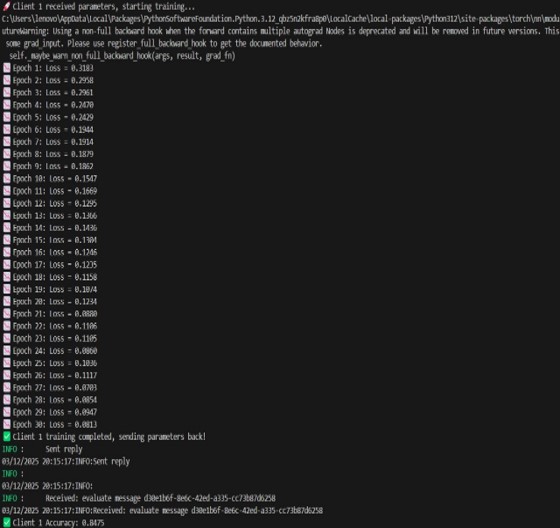 🚀 Client 1 received parameters, starting training...
C:\Users\lenovo\AppData\Local\Packages\PythonSoftwareFoundation.Python.3.12_qbz5n2kfra8p0\LocalCache\local-packages\Python312\site-packages\torch\nn\modu
utureWarning: Using a non-full backward hook when the forward contains multiple autograd Nodes is deprecated and will be removed in future versions. This
some grad_input. Please use register_full_backward_hook to get the documented behavior.
self._maybe_warn_non_full_backward_hook(args, result, grad_fn)
Epoch 1: Loss = 0.3183
Epoch 2: Loss = 0.2958
Epoch 3: Loss = 0.2961
Epoch 4: Loss = 0.2470
Epoch 5: Loss = 0.2429
Epoch 6: Loss = 0.1944
Epoch 7: Loss = 0.1914
Epoch 8: Loss = 0.1879
Epoch 9: Loss = 0.1862
Epoch 10: Loss = 0.1547
Epoch 11: Loss = 0.1669
Epoch 12: Loss = 0.1295
Epoch 13: Loss = 0.1366
Epoch 14: Loss = 0.1436
Epoch 15: Loss = 0.1304
Epoch 16: Loss = 0.1246
Epoch 17: Loss = 0.1235
Epoch 18: Loss = 0.1158
Epoch 19: Loss = 0.1074
Epoch 20: Loss = 0.1234
Epoch 21: Loss = 0.0880
Epoch 22: Loss = 0.1106
Epoch 23: Loss = 0.1105
Epoch 24: Loss = 0.0860
Epoch 25: Loss = 0.1036
Epoch 26: Loss = 0.1117
Epoch 27: Loss = 0.0703
Epoch 28: Loss = 0.0854
Epoch 29: Loss = 0.0947
Epoch 30: Loss = 0.0813
✅ Client 1 training completed, sending parameters back!
INFO : Sent reply
03/12/2025 20:15:17:INFO:Sent reply
INFO :
03/12/2025 20:15:17:INFO:
INFO : Received: evaluate message d30e1b6f-8e6c-42ed-a335-cc73b87d6258
03/12/2025 20:15:17:INFO:Received: evaluate message d30e1b6f-8e6c-42ed-a335-cc73b87d6258
✅ Client 1 Accuracy: 0.8475